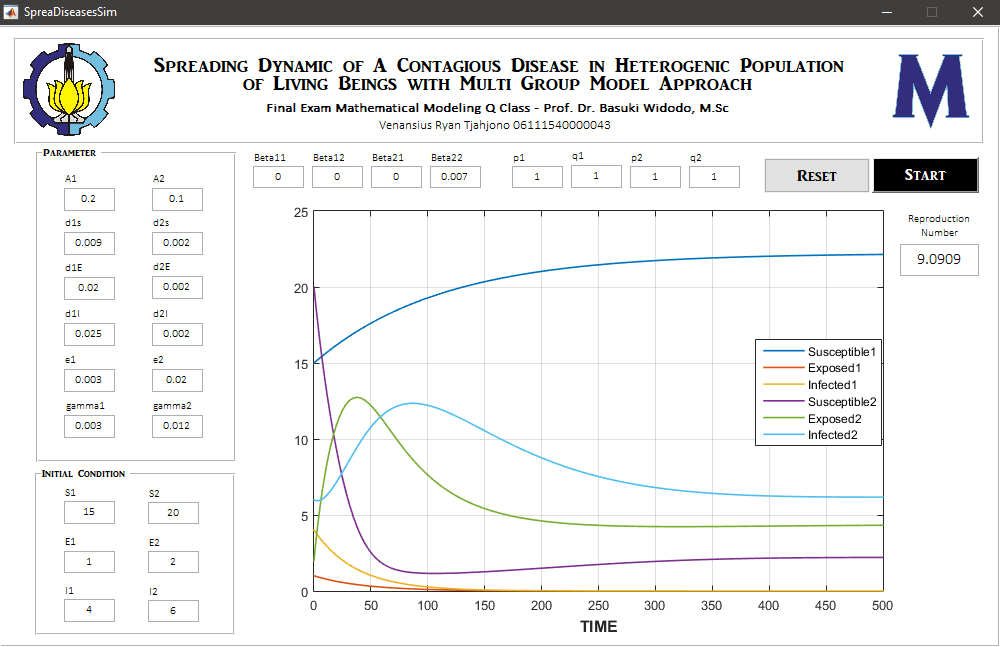 SpreaDiseasesSim
SPREADING DYNAMIC OF A CONTAGIOUS DISEASE IN HETEROGENIC POPULATION
OF LIVING BEINGS WITH MULTI GROUP MODEL APPROACH
Final Exam Mathematical Modeling Q Class - Prof. Dr. Basuki Widodo, M.Sc
Venansius Ryan Tjahjono 06111540000043
M
PARAMETER
A1 A2
0.2 0.1
d1s d2s
0.009 0.002
d1E d2E
0.02 0.002
d1I d2I
0.025 0.002
e1 e2
0.003 0.02
gamma1 gamma2
0.003 0.012
INITIAL CONDITION
S1 S2
15 20
E1 E2
1 2
I1 I2
4 6
Beta11 Beta12 Beta21 Beta22 p1 q1 p2 q2
0 0 0 0.007 1 1 1 1
RESET START
Reproduction
Number
9.0909
25
20
15
10
5
0
Susceptible1
Exposed1
Infected1
Susceptible2
Exposed2
Infected2
0 50 100 150 200 250 300 350 400 450 500
TIME